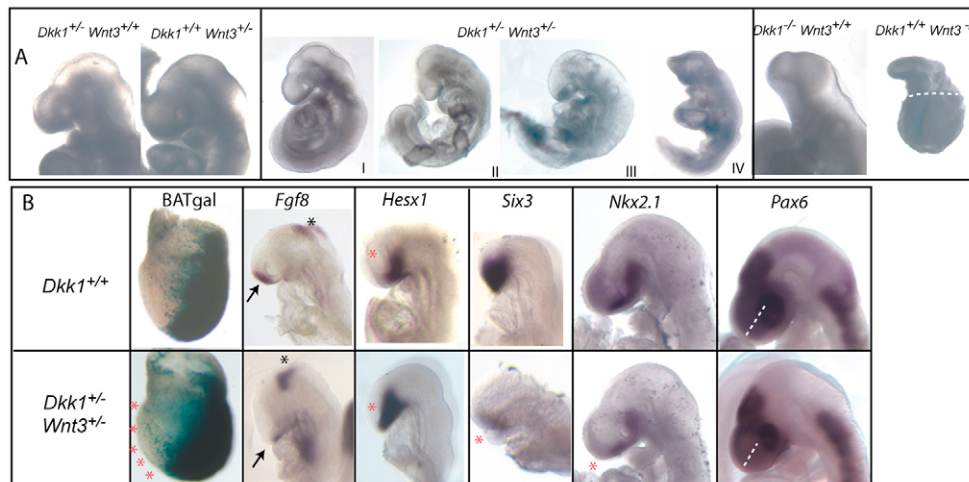 Dkk1+/- Wnt3+/+
Dkk1+/+ Wnt3+/-
Dkk1+/- Wnt3+/-
Dkk1-/- Wnt3+/+
A
I
II
III
IV
B
BATgal
Fgf8
Hesx1
Six3
Nkx2.1
Pax6
*
*
Dkk1+/+
*
Dkk1+/-
Wnt3+/-
*
*
*
*
*
*
*
*